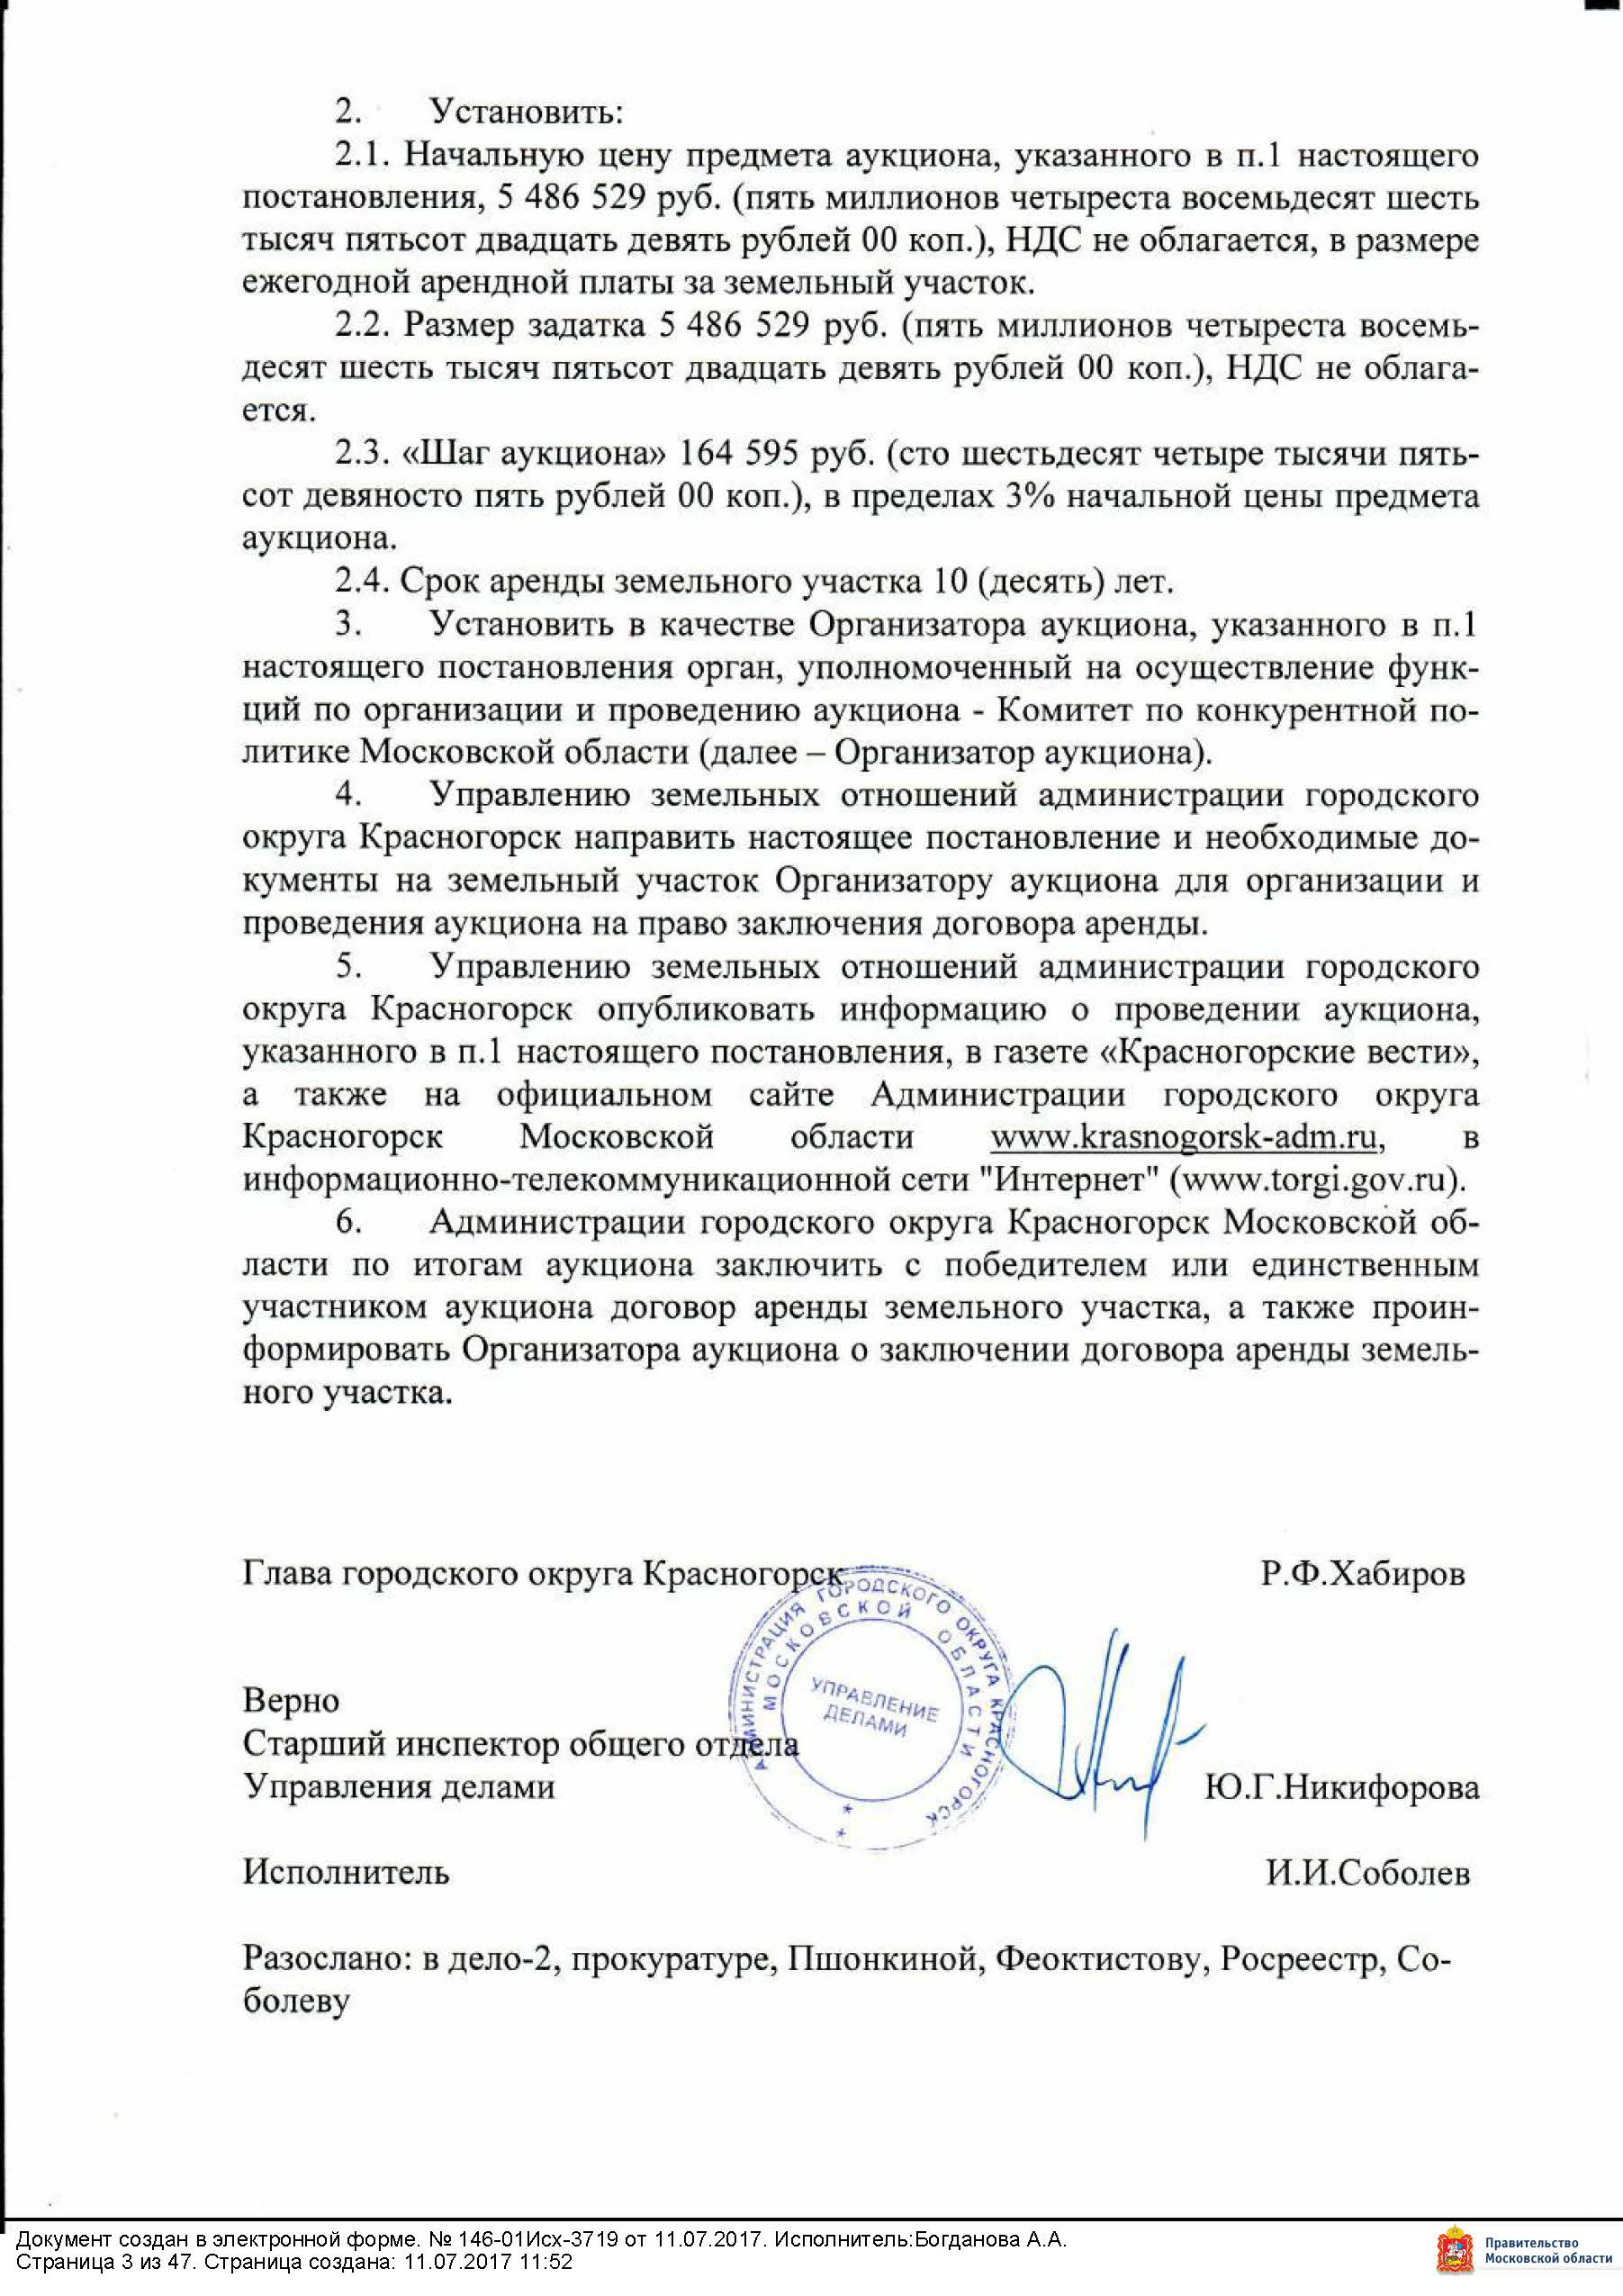 2. Установить:
2.1. Начальную цену предмета аукциона, указанного в п.1 настоящего
постановления, 5 486 529 руб. (пять миллионов четыреста восемьдесят шесть
тысяч пятьсот двадцать девять рублей 00 коп.), НДС не облагается, в размере
ежегодной арендной платы за земельный участок.
2.2. Размер задатка 5 486 529 руб. (пять миллионов четыреста восемь-
десят шесть тысяч пятьсот двадцать девять рублей 00 коп.), НДС не облага-
ется.
2.3. «Шаг аукциона» 164 595 руб. (сто шестьдесят четыре тысячи пять-
сот девяносто пять рублей 00 коп.), в пределах 3% начальной цены предмета
аукциона.
2.4. Срок аренды земельного участка 10 (десять) лет.
3. Установить в качестве Организатора аукциона, указанного в п.1
настоящего постановления орган, уполномоченный на осуществление функ-
ций по организации и проведению аукциона - Комитет по конкурентной по-
литике Московской области (далее – Организатор аукциона).
4. Управлению земельных отношений администрации городского
округа Красногорск направить настоящее постановление и необходимые до-
кументы на земельный участок Организатору аукциона для организации и
проведения аукциона на право заключения договора аренды.
5. Управлению земельных отношений администрации городского
округа Красногорск опубликовать информацию о проведении аукциона,
указанного в п.1 настоящего постановления, в газете «Красногорские вести»,
а также на официальном сайте Администрации городского округа
Красногорск Московской области www.krasnogorsk-adm.ru, в
информационно-телекоммуникационной сети "Интернет" (www.torgi.gov.ru).
6. Администрации городского округа Красногорск Московской об-
ласти по итогам аукциона заключить с победителем или единственным
участником аукциона договор аренды земельного участка, а также проин-
формировать Организатора аукциона о заключении договора аренды земель-
ного участка.
Глава городского округа Красногорск Р.Ф.Хабиров
АДМИНИСТРАЦИЯ ГОРОДСКОГО ОКРУГА КРАСНОГОРСК
МОСКОВСКОЙ ОБЛАСТИ
УПРАВЛЕНИЕ
ДЕЛАМИ
* *
Верно
Старший инспектор общего отдела
Управления делами Ю.Г.Никифорова
Исполнитель И.И.Соболев
Разослано: в дело-2, прокуратуре, Пшонкиной, Феоктистову, Росреестр, Со-
болеву
Документ создан в электронной форме. № 146-01Исх-3719 от 11.07.2017. Исполнитель:Богданова А.А.
Страница 3 из 47. Страница создана: 11.07.2017 11:52
Правительство
Московской области